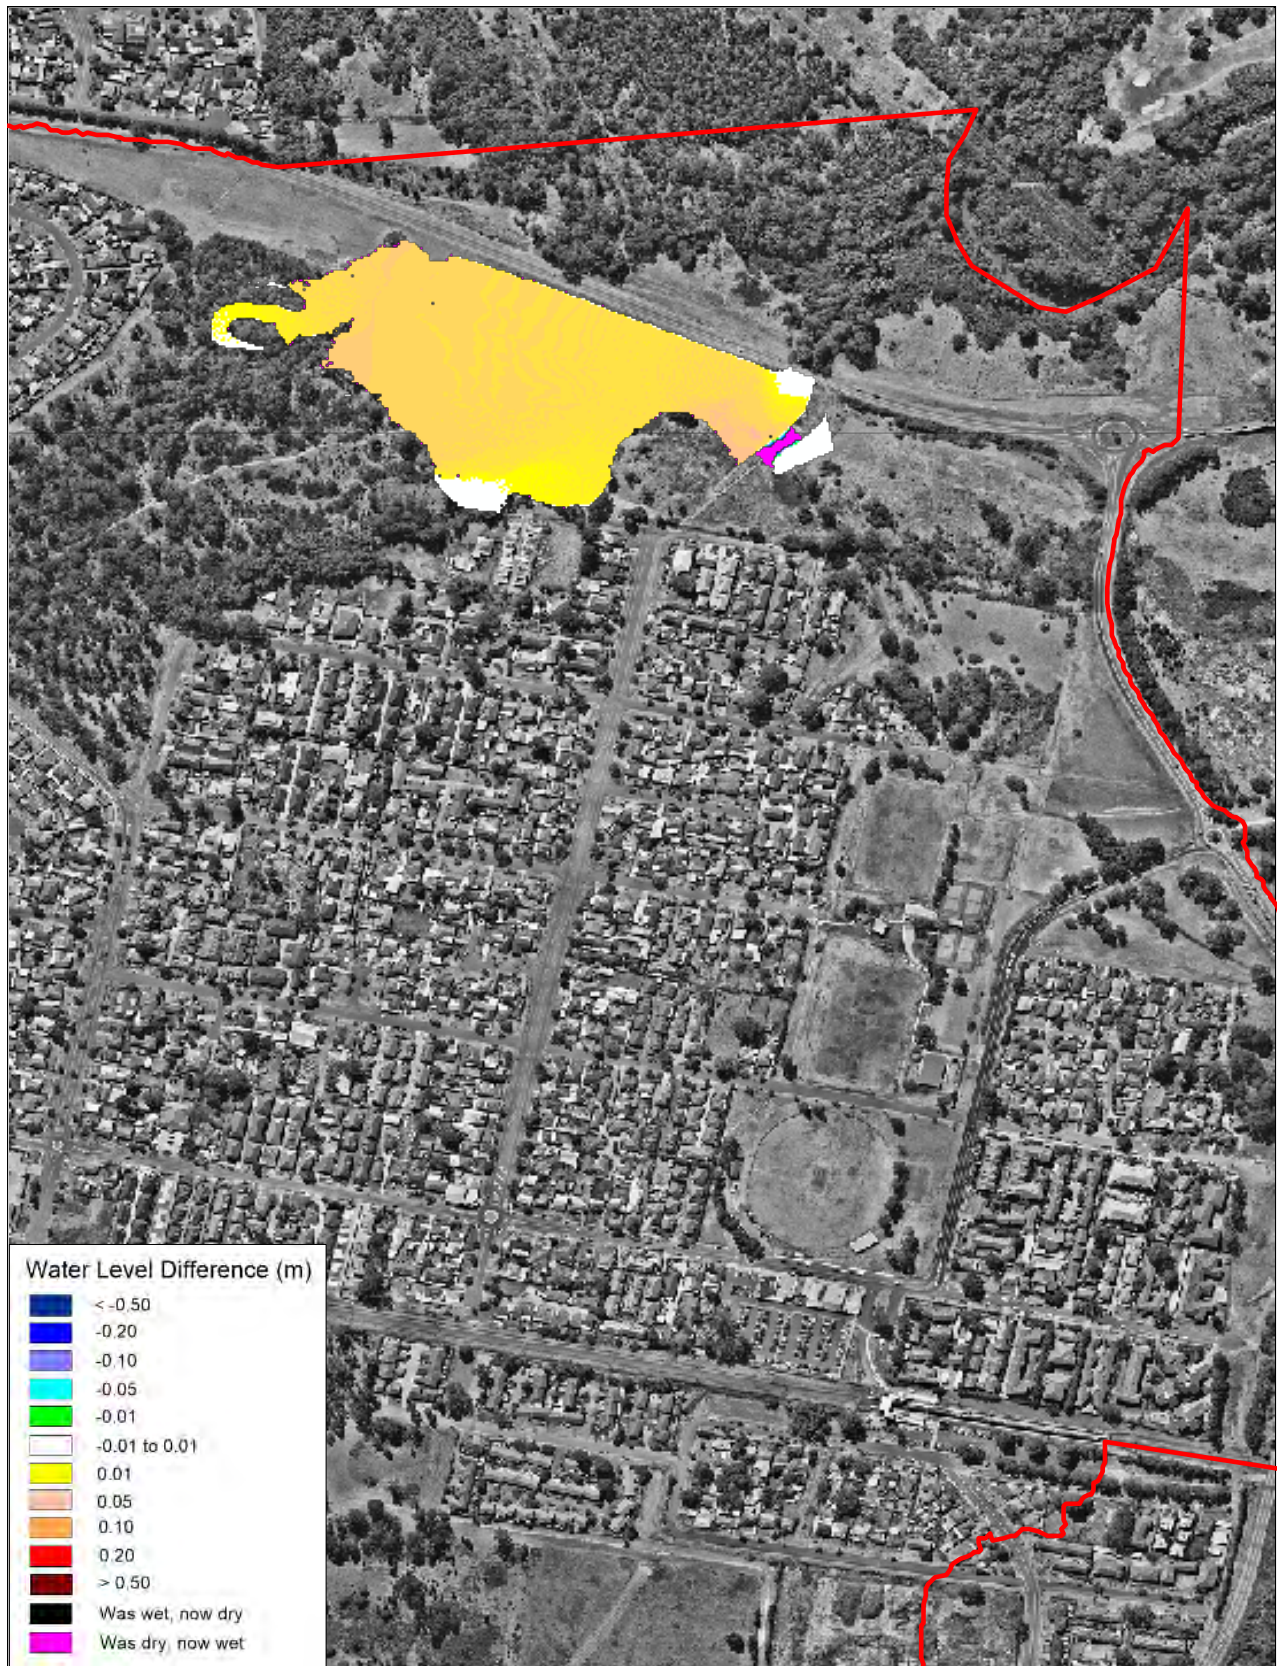 Water Level Difference (m)
< -0.50
-0.20
-0.10
-0.05
-0.01
-0.01 to 0.01
0.01
0.05
0.10
0.20
> 0.50
Was wet, now dry
Was dry, now wet